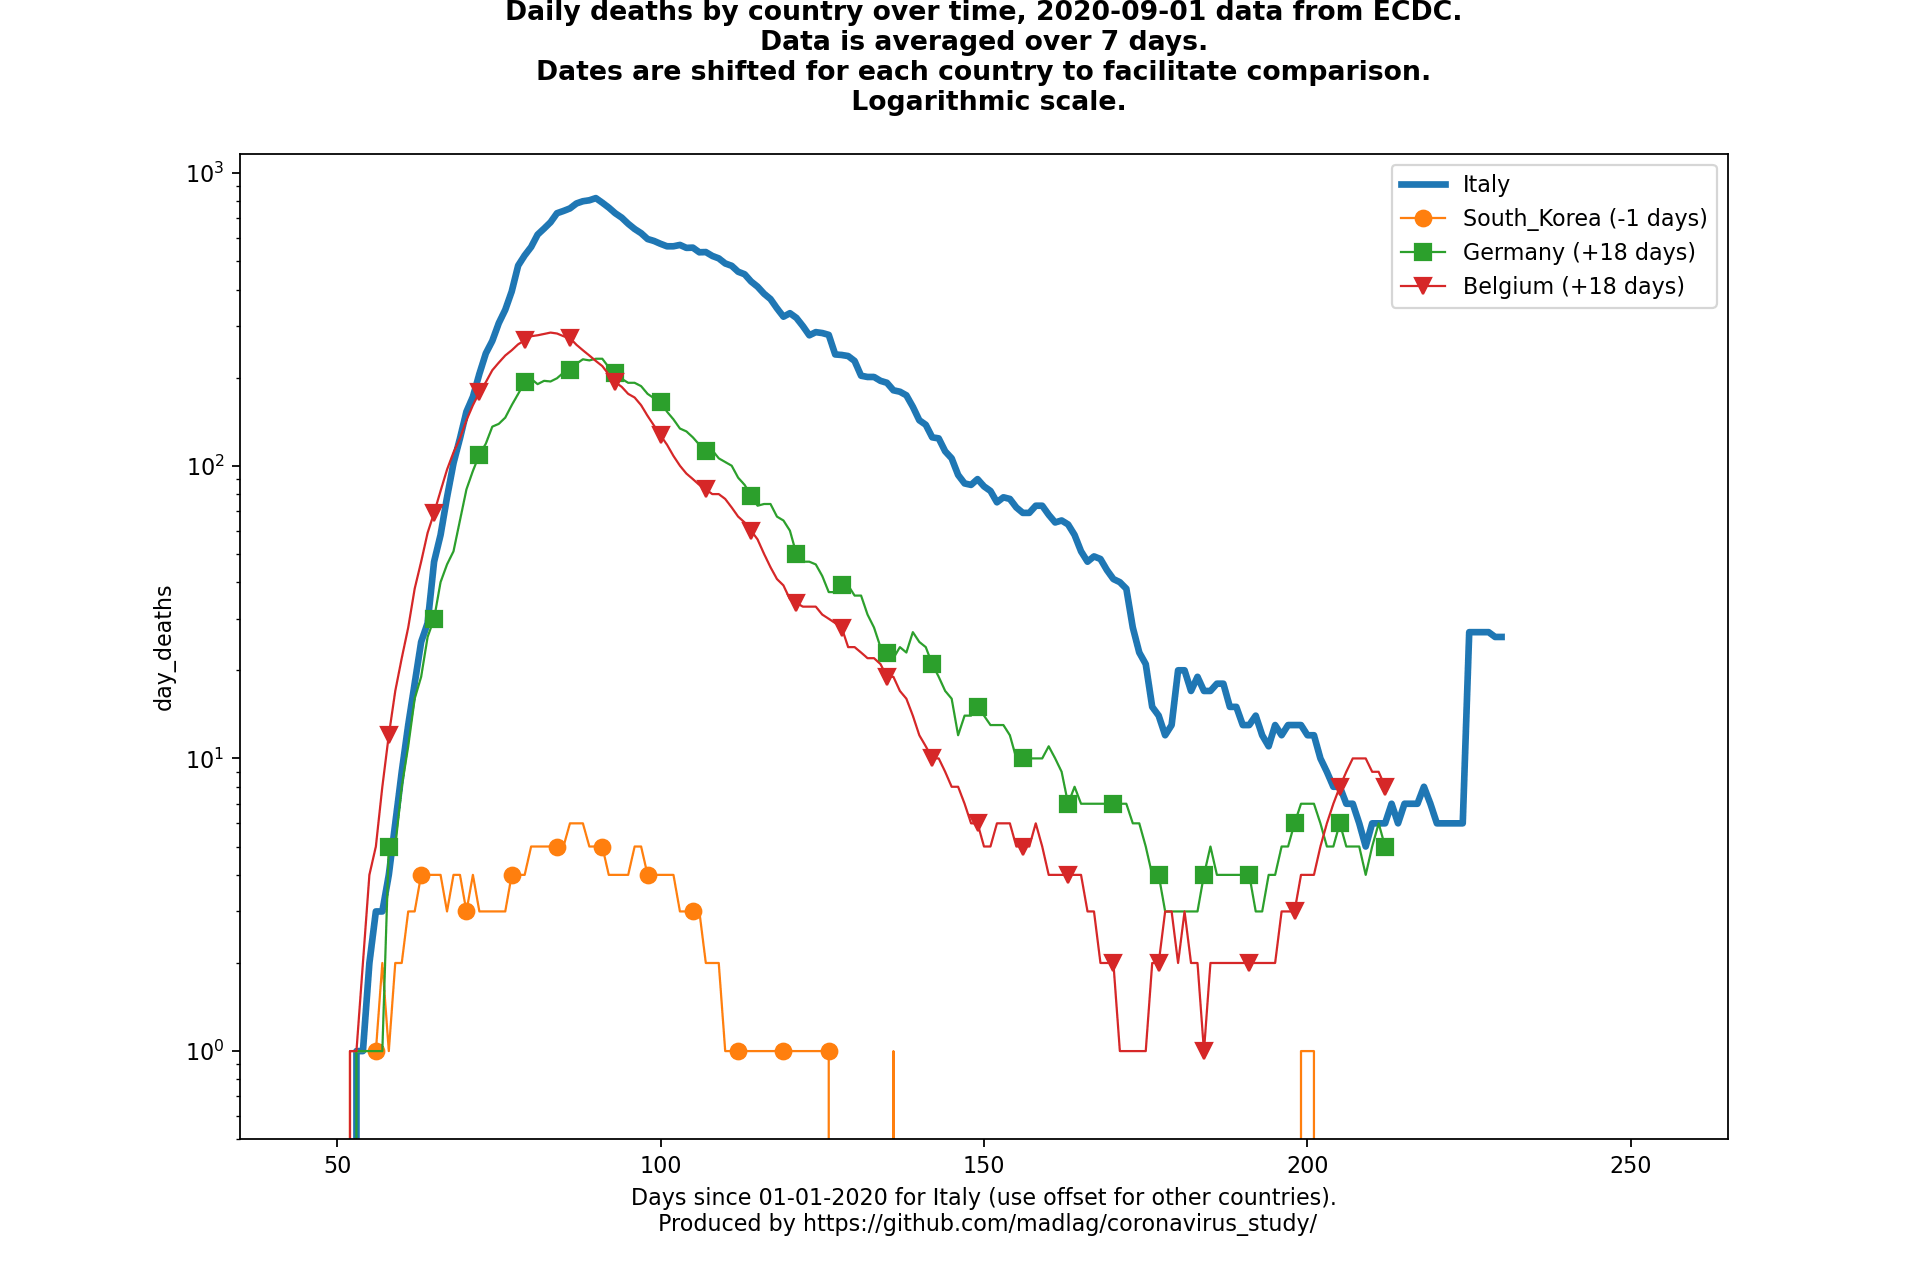 Daily deaths by country over time, 2020-09-01 data from ECDC.
Data is averaged over 7 days.
Dates are shifted for each country to facilitate comparison.
Logarithmic scale.
10³
10²
10¹
10⁰
day_deaths
Italy
South_Korea (-1 days)
Germany (+18 days)
Belgium (+18 days)
50 100 150 200 250
Days since 01-01-2020 for Italy (use offset for other countries).
Produced by https://github.com/madlag/coronavirus_study/